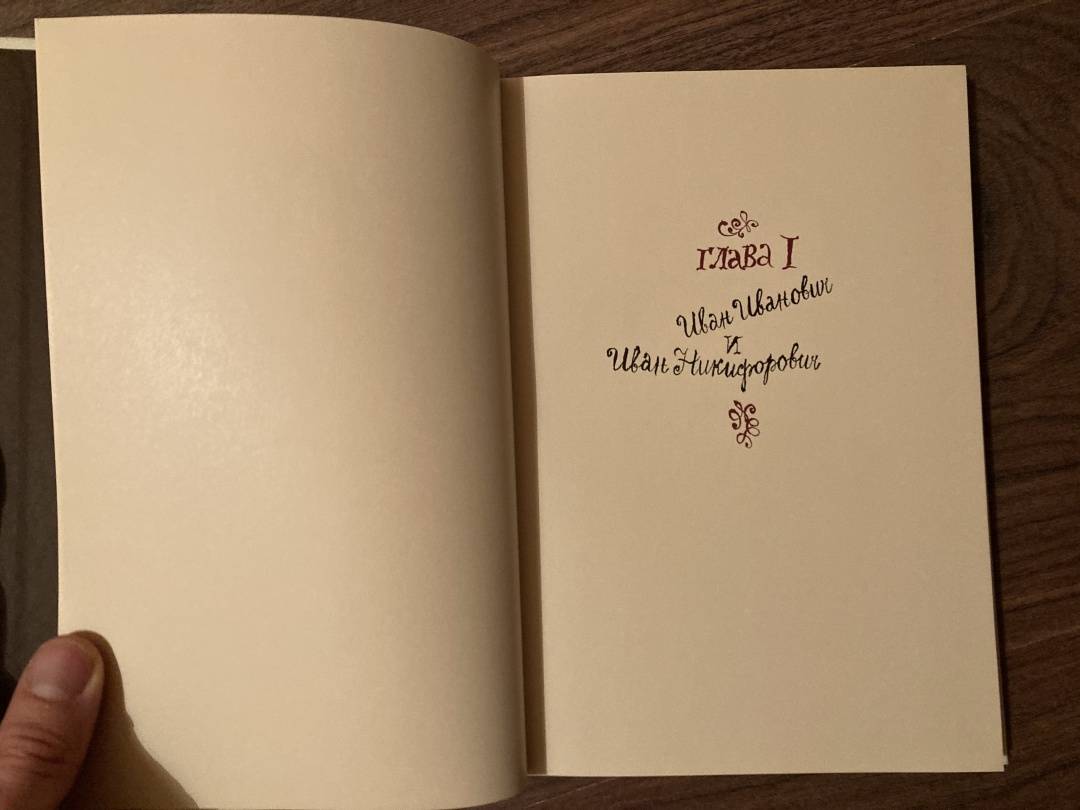 глава I
Иван Иванович
и
Иван Никифорович